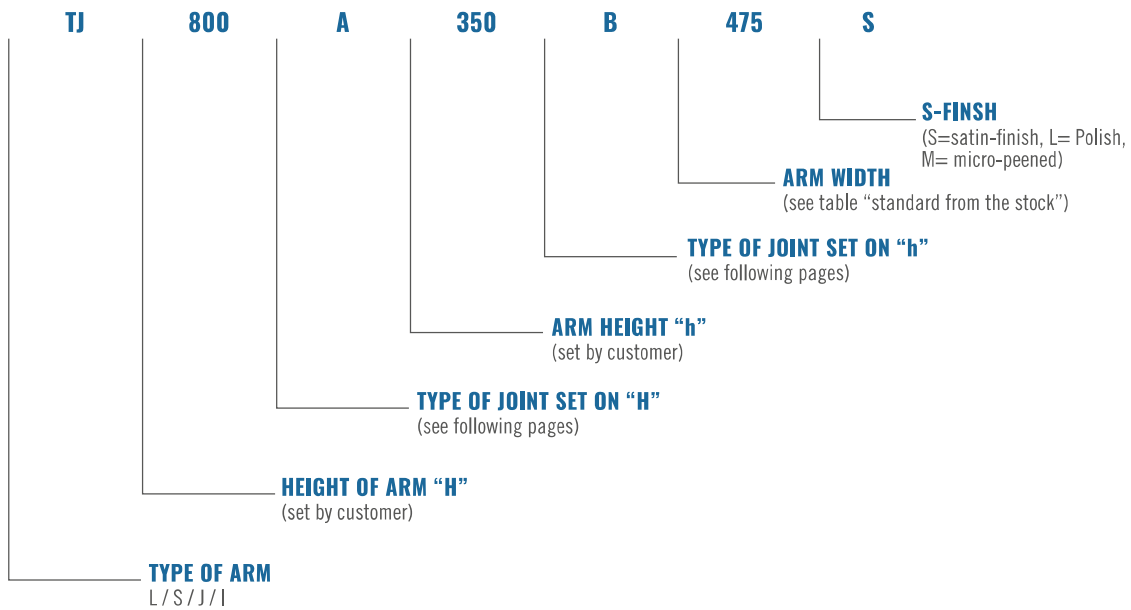 TJ 800 A 350 B 475 S
S-FINSH
(S=satin-finish, L= Polish,
M= micro-peened)
ARM WIDTH
(see table “standard from the stock”)
TYPE OF JOINT SET ON “h”
(see following pages)
ARM HEIGHT “h”
(set by customer)
TYPE OF JOINT SET ON “H”
(see following pages)
HEIGHT OF ARM “H”
(set by customer)
TYPE OF ARM
L / S / J / I